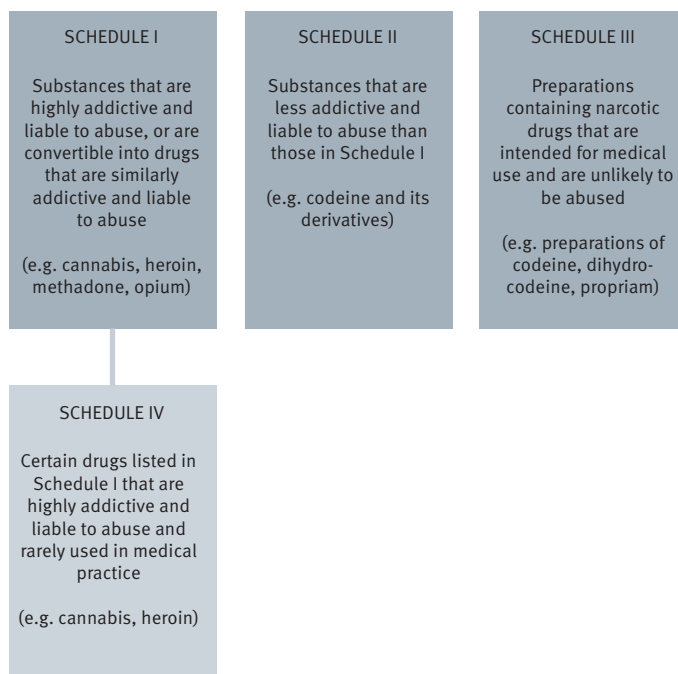 SCHEDULE I
Substances that are
highly addictive and
liable to abuse, or are
convertible into drugs
that are similarly
addictive and liable
to abuse
(e.g. cannabis, heroin,
methadone, opium)
SCHEDULE II
Substances that are
less addictive and
liable to abuse than
those in Schedule I
(e.g. codeine and its
derivatives)
SCHEDULE III
Preparations
containing narcotic
drugs that are
intended for medical
use and are unlikely to
be abused
(e.g. preparations of
codeine, dihydro-
codeine, propriam)
SCHEDULE IV
Certain drugs listed in
Schedule I that are
highly addictive and
liable to abuse and
rarely used in medical
practice
(e.g. cannabis, heroin)